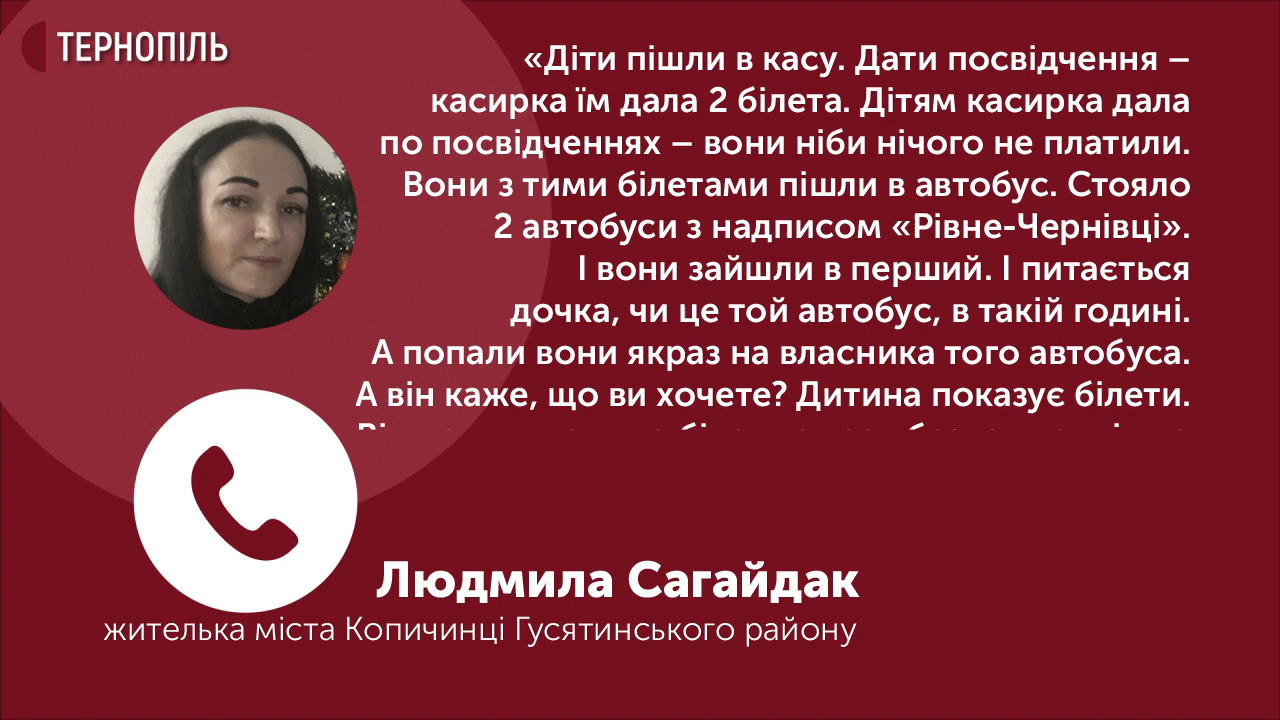 ТЕРНОПІЛЬ
«Діти пішли в касу. Дати посвідчення –
касирка їм дала 2 білета. Дітям касирка дала
по посвідченнях – вони ніби нічого не платили.
Вони з тими білетами пішли в автобус. Стояло
2 автобуси з надписом «Рівне-Чернівці».
І вони зайшли в перший. І питається
дочка, чи це той автобус, в такій годині.
А попали вони якраз на власника того автобуса.
А він каже, що ви хочете? Дитина показує білети.
Людмила Сагайдак
жителька міста Копичинці Гусятинського району